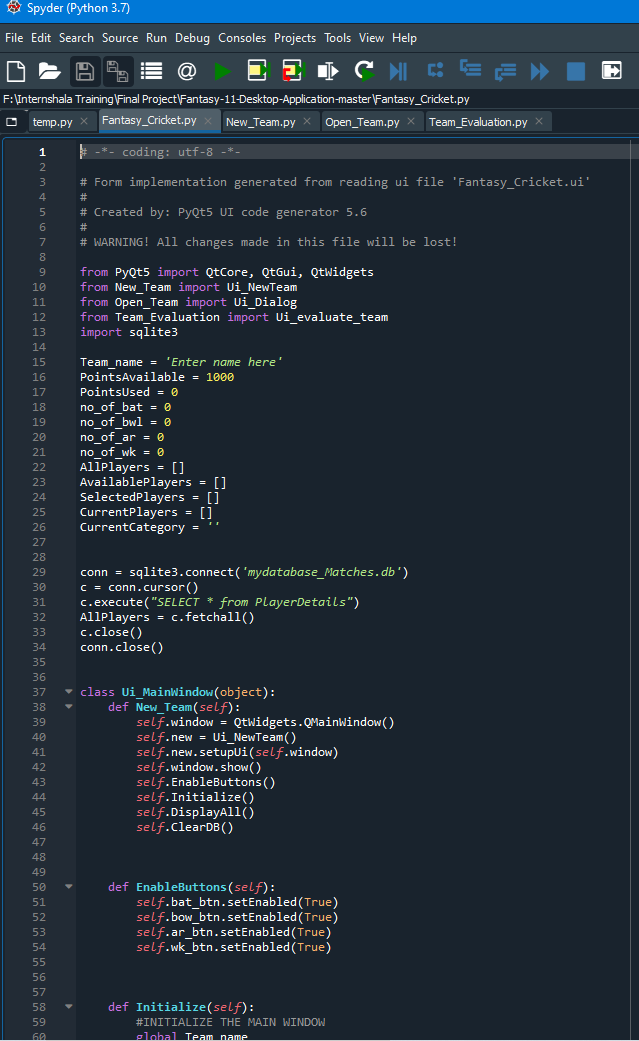 Spyder (Python 3.7)
File Edit Search Source Run Debug Consoles Projects Tools View Help
F:\Internshala Training\Final Project\Fantasy-11-Desktop-Application-master\Fantasy_Cricket.py
temp.py Fantasy_Cricket.py New_Team.py Open_Team.py Team_Evaluation.py
1 # -*- coding: utf-8 -*-
2
3 # Form implementation generated from reading ui file 'Fantasy_Cricket.ui'
4 #
5 # Created by: PyQt5 UI code generator 5.6
6 #
7 # WARNING! All changes made in this file will be lost!
8
9 from PyQt5 import QtCore, QtGui, QtWidgets
10 from New_Team import Ui_NewTeam
11 from Open_Team import Ui_Dialog
12 from Team_Evaluation import Ui_evaluate_team
13 import sqlite3
14
15 Team_name = 'Enter name here'
16 PointsAvailable = 1000
17 PointsUsed = 0
18 no_of_bat = 0
19 no_of_bwl = 0
20 no_of_ar = 0
21 no_of_wk = 0
22 AllPlayers = []
23 AvailablePlayers = []
24 SelectedPlayers = []
25 CurrentPlayers = []
26 CurrentCategory = ''
27
28
29 conn = sqlite3.connect('mydatabase_Matches.db')
30 c = conn.cursor()
31 c.execute("SELECT * from PlayerDetails")
32 AllPlayers = c.fetchall()
33 c.close()
34 conn.close()
35
36
37 class Ui_MainWindow(object):
38 def New_Team(self):
39 self.window = QtWidgets.QMainWindow()
40 self.new = Ui_NewTeam()
41 self.new.setupUi(self.window)
42 self.window.show()
43 self.EnableButtons()
44 self.Initialize()
45 self.DisplayAll()
46 self.ClearDB()
47
48
49
50 def EnableButtons(self):
51 self.bat_btn.setEnabled(True)
52 self.bow_btn.setEnabled(True)
53 self.ar_btn.setEnabled(True)
54 self.wk_btn.setEnabled(True)
55
56
57
58 def Initialize(self):
59 #INITIALIZE THE MAIN WINDOW
60 global Team_name